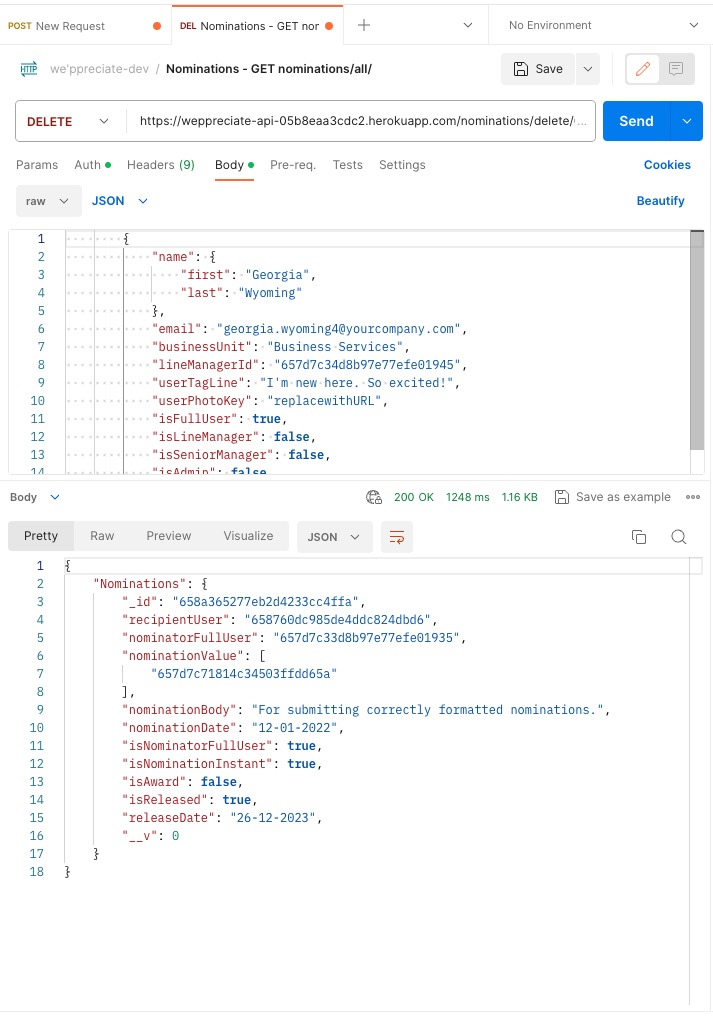 POST New Request
DEL Nominations - GET nor
No Environment
HTTP we'ppreciate-dev / Nominations - GET nominations/all/
Save
DELETE https://weppreciate-api-05b8eaa3cdc2.herokuapp.com/nominations/delete/ ...
Send
Params Auth Headers (9) Body Pre-req. Tests Settings Cookies
raw JSON Beautify
1 {
2 "name": {
3 "first": "Georgia",
4 "last": "Wyoming"
5 },
6 "email": "georgia.wyoming4@yourcompany.com",
7 "businessUnit": "Business Services",
8 "lineManagerId": "657d7c34d8b97e77efe01945",
9 "userTagLine": "I'm new here. So excited!",
10 "userPhotoKey": "replacewithURL",
11 "isFullUser": true,
12 "isLineManager": false,
13 "isSeniorManager": false,
14 "isAdmin": false
Body 200 OK 1248 ms 1.16 KB Save as example
Pretty Raw Preview Visualize JSON
1 {
2 "Nominations": {
3 "_id": "658a365277eb2d4233cc4ffa",
4 "recipientUser": "658760dc985de4ddc824dbd6",
5 "nominatorFullUser": "657d7c33d8b97e77efe01935",
6 "nominationValue": [
7 "657d7c71814c34503ffdd65a"
8 ],
9 "nominationBody": "For submitting correctly formatted nominations.",
10 "nominationDate": "12-01-2022",
11 "isNominatorFullUser": true,
12 "isNominationInstant": true,
13 "isAward": false,
14 "isReleased": true,
15 "releaseDate": "26-12-2023",
16 "__v": 0
17 }
18 }